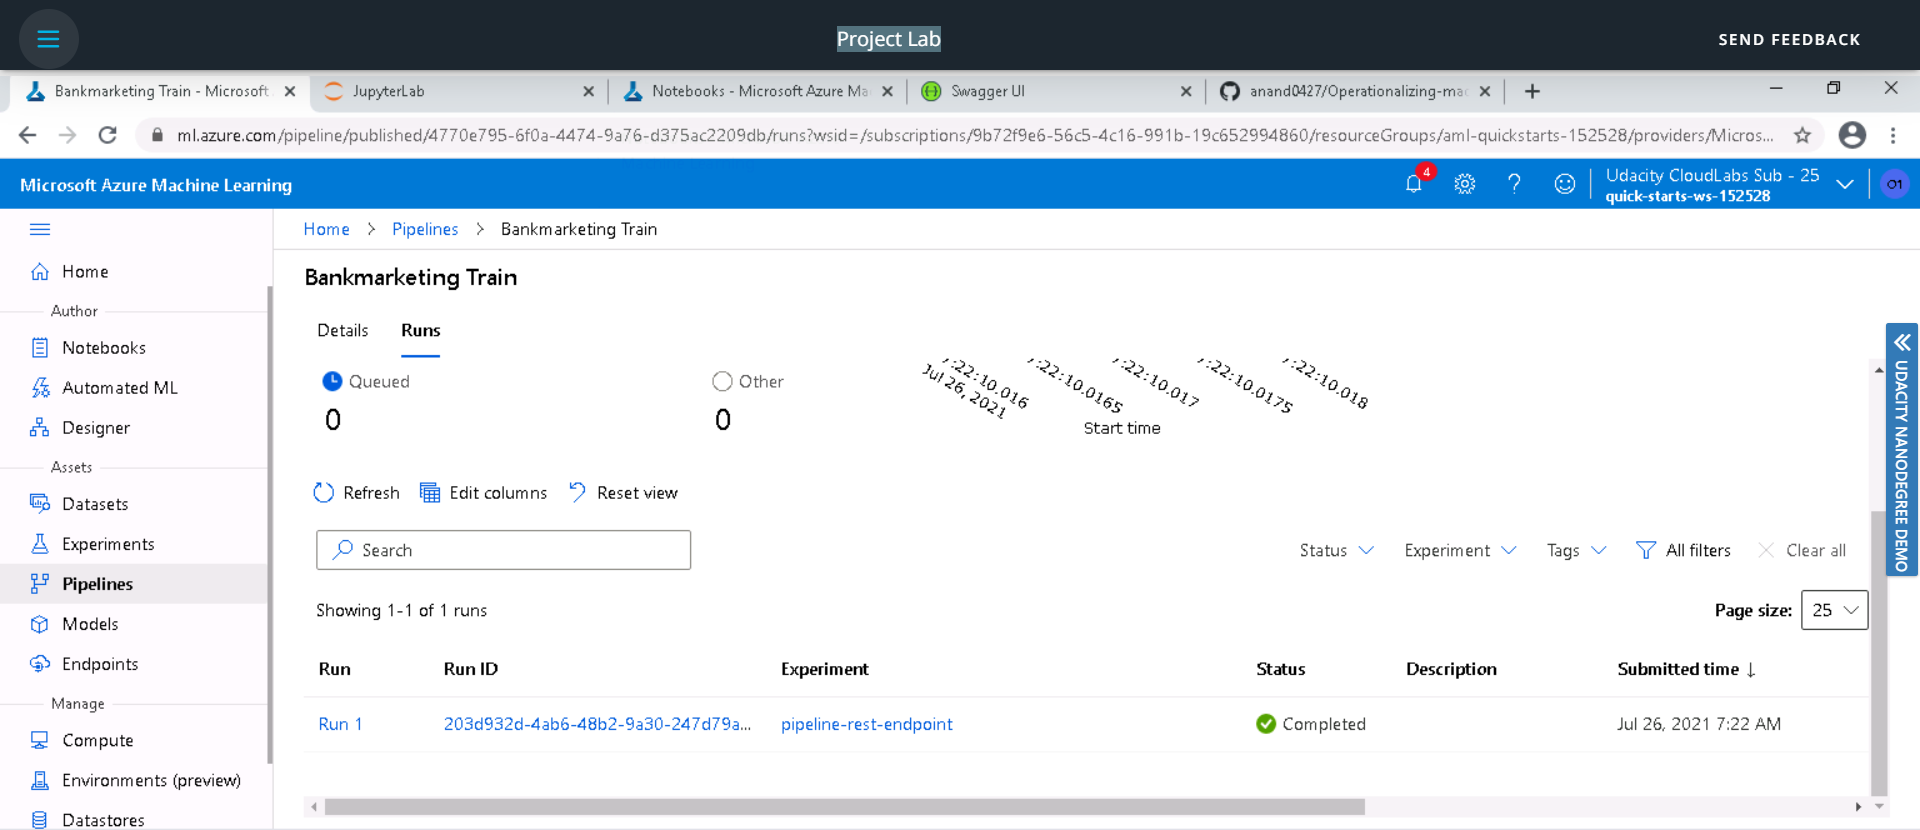 Project Lab
SEND FEEDBACK
Bankmarketing Train - Microsoft
JupyterLab
Notebooks - Microsoft Azure Ma
Swagger UI
anand0427/Operationalizing-mac
ml.azure.com/pipeline/published/4770e795-6f0a-4474-9a76-d375ac2209db/runs?wsid=/subscriptions/9b72f9e6-56c5-4c16-991b-19c652994860/resourceGroups/aml-quickstarts-152528/providers/Micros...
Microsoft Azure Machine Learning
4
Udacity CloudLabs Sub - 25
quick-starts-ws-152528
O1
Home > Pipelines > Bankmarketing Train
Home
Author
Notebooks
Automated ML
Designer
Assets
Datasets
Experiments
Pipelines
Models
Endpoints
Manage
Compute
Environments (preview)
Datastores
Bankmarketing Train
Details
Runs
Queued
0
Other
0
:22:10.016
Jul 26, 2021
:22:10.0165
:22:10.017
:22:10.0175
:22:10.018
Start time
Refresh
Edit columns
Reset view
Search
Status
Experiment
Tags
All filters
Clear all
Showing 1-1 of 1 runs
Page size: 25
Run Run ID Experiment Status Description Submitted time ↓
Run 1 203d932d-4ab6-48b2-9a30-247d79a... pipeline-rest-endpoint Completed Jul 26, 2021 7:22 AM
UDACITY NANODEGREE DEMO